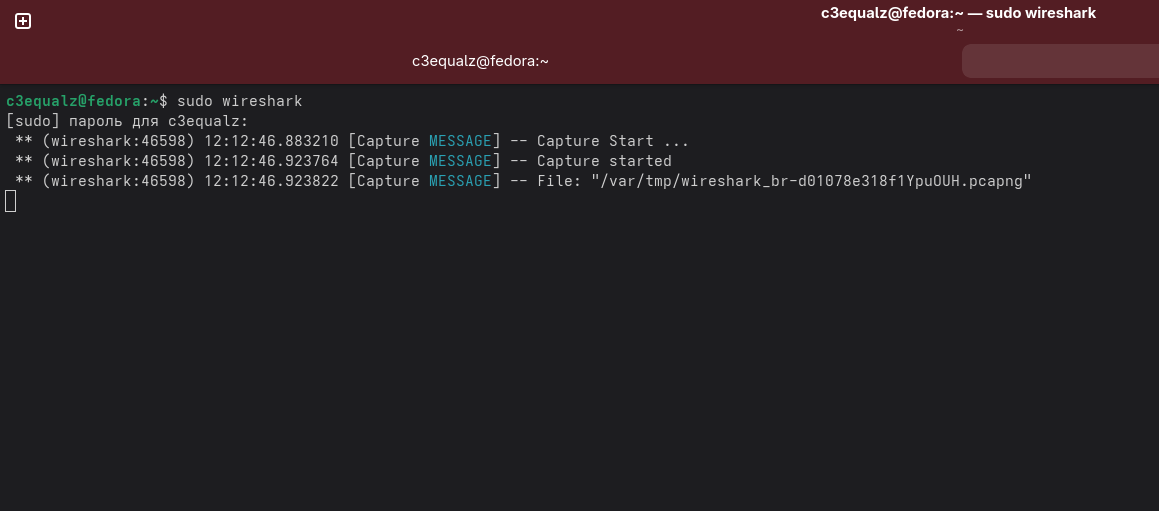 c3equalz@fedora:~ — sudo wireshark
~
c3equalz@fedora:~
c3equalz@fedora:~$ sudo wireshark
[sudo] пароль для c3equalz:
 ** (wireshark:46598) 12:12:46.883210 [Capture MESSAGE] -- Capture Start ...
 ** (wireshark:46598) 12:12:46.923764 [Capture MESSAGE] -- Capture started
 ** (wireshark:46598) 12:12:46.923822 [Capture MESSAGE] -- File: "/var/tmp/wireshark_br-d01078e318f1YpuOUH.pcapng"